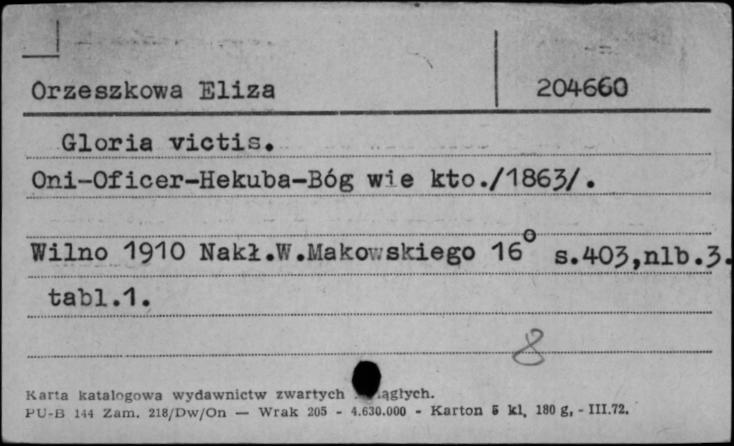 Orzeszkowa Eliza
204660
Gloria victis.
Oni-Oficer-Hekuba-Bóg wie kto./1863/.
Wilno 1910 Nakł.W.Makowskiego 16° s.403,nlb.3.
tabl.1.
8
Karta katalogowa wydawnictw zwartych ągłych.
PU-B 144 Zam. 218/Dw/On — Wrak 205 - 4.630.000 - Karton 5 kl, 180 g, - III.72.